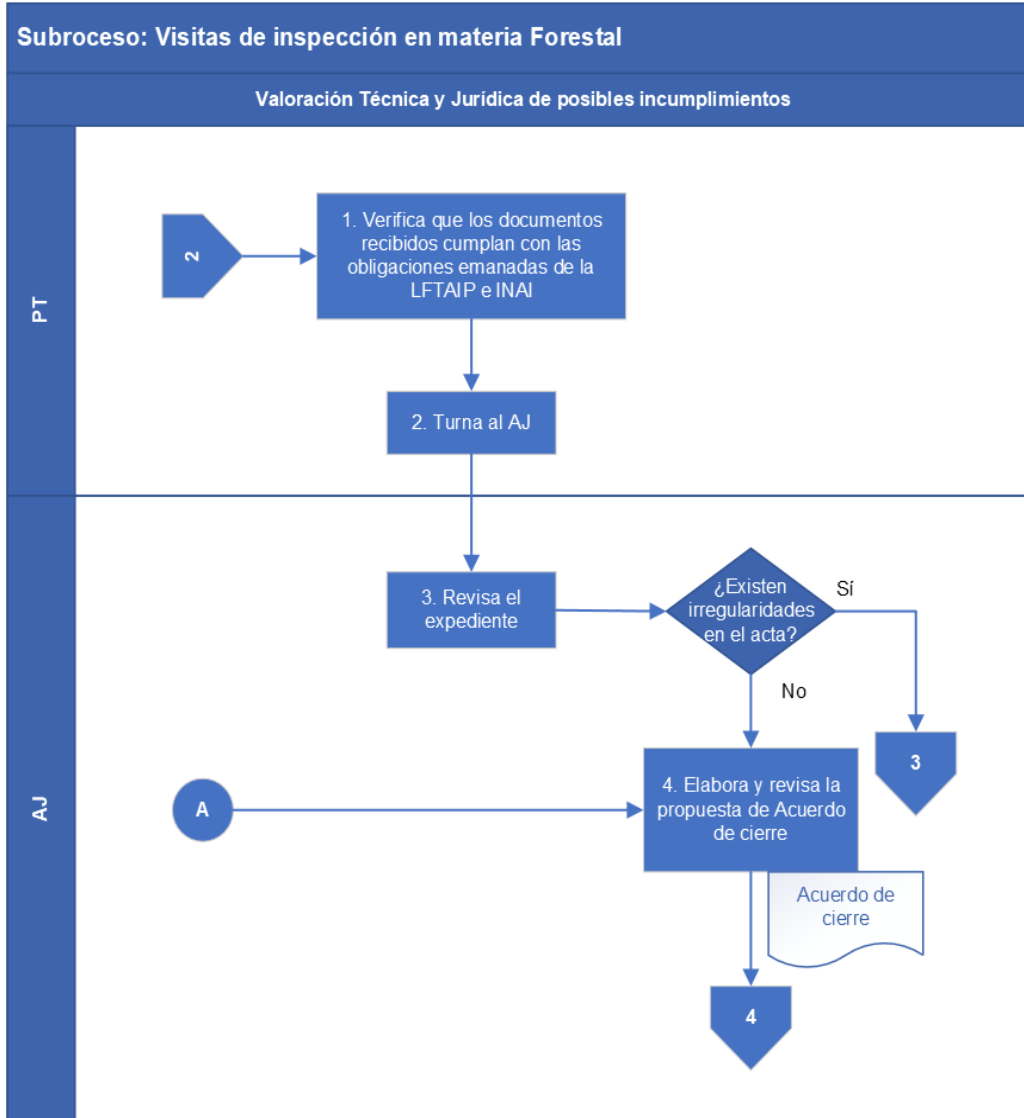 Subroceso: Visitas de inspección en materia Forestal
Valoración Técnica y Jurídica de posibles incumplimientos
PT
2
1. Verifica que los documentos
recibidos cumplan con las
obligaciones emanadas de la
LFTAIP e INAI
2. Turna al AJ
AJ
3. Revisa el
expediente
¿Existen
irregularidades
en el acta?
Sí
No
3
A
4. Elabora y revisa la
propuesta de Acuerdo
de cierre
Acuerdo de
cierre
4